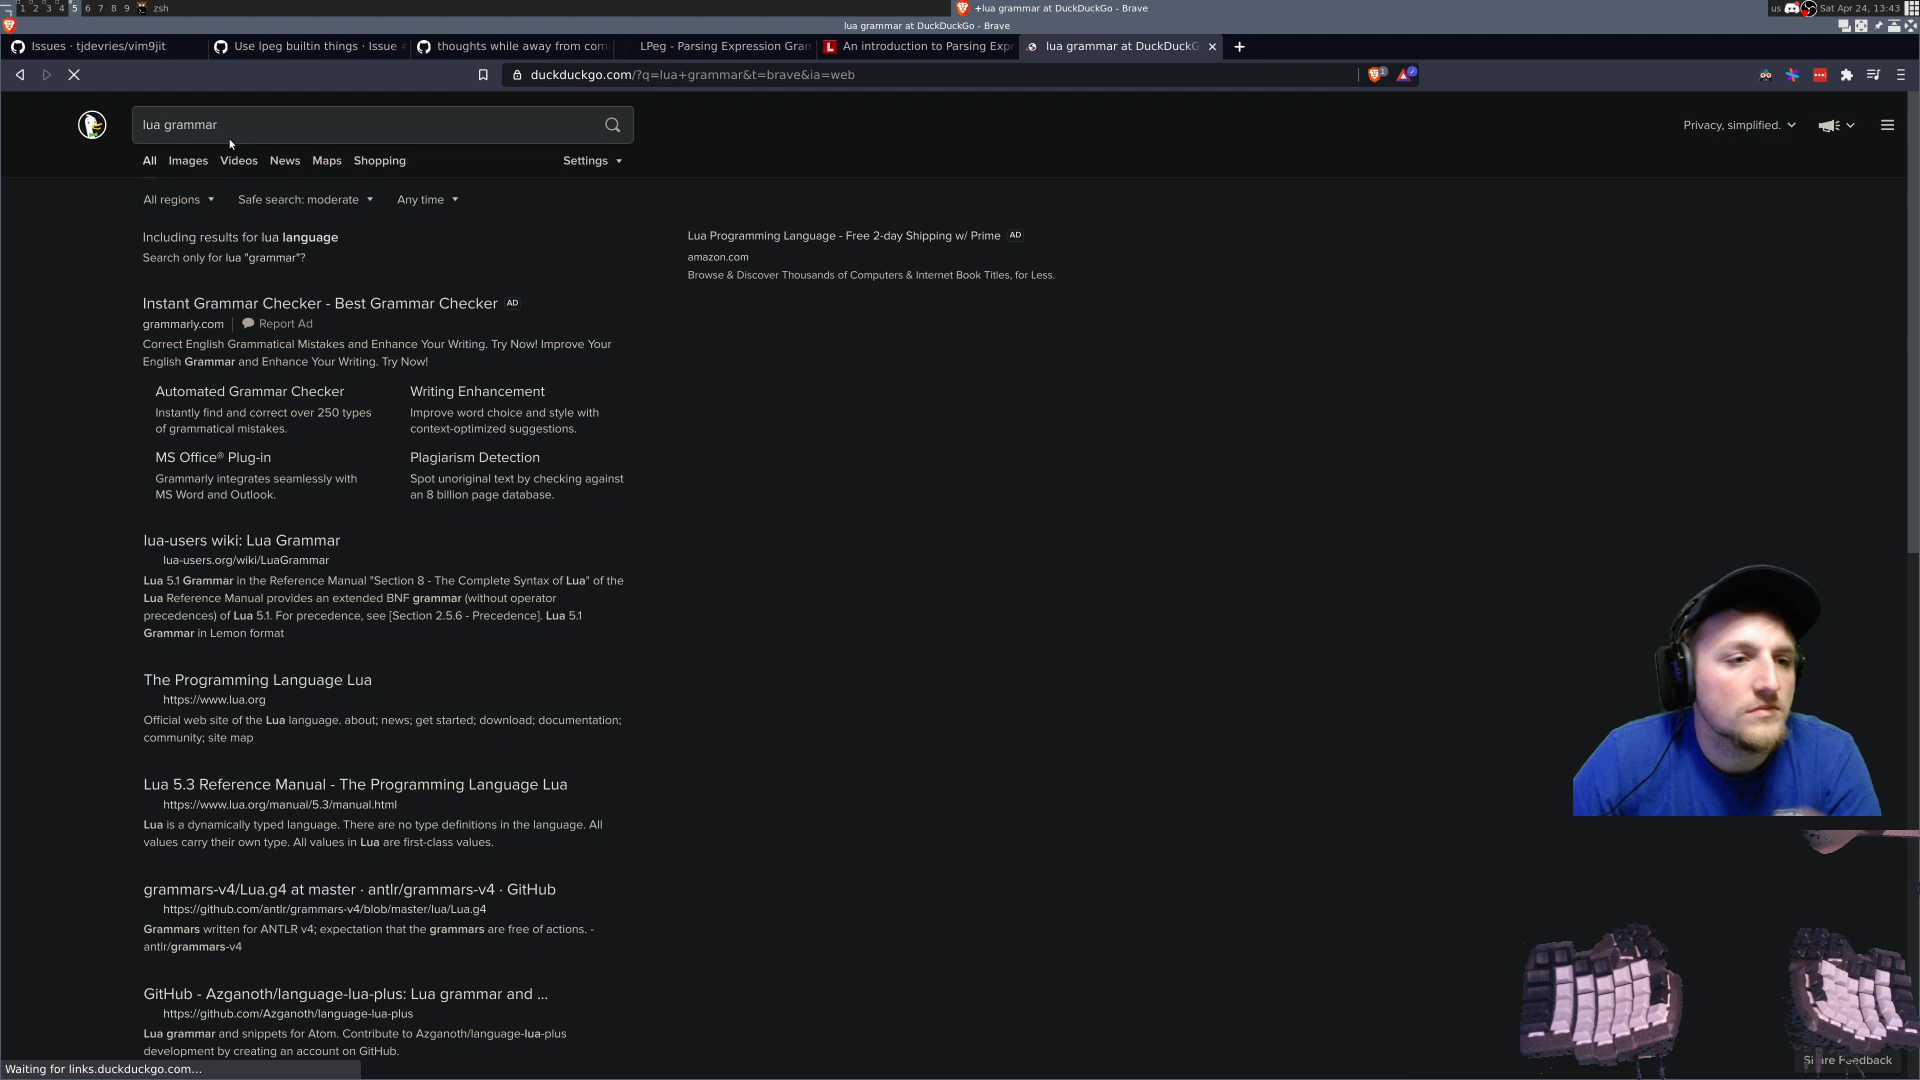 1 2 3 4 5 6 7 8 9 zsh
+lua grammar at DuckDuckGo - Brave
us
Sat Apr 24, 13:43
lua grammar at DuckDuckGo - Brave
Issues · tjdevries/vim9jit
Use lpeg builtin things · Issue
thoughts while away from com
LPeg - Parsing Expression Gran
An introduction to Parsing Expr
lua grammar at DuckDuckG
duckduckgo.com/?q=lua+grammar&t=brave&ia=web
1
lua grammar
Privacy, simplified.
All Images Videos News Maps Shopping
Settings
All regions
Safe search: moderate
Any time
Including results for lua language
Search only for lua "grammar"?
Lua Programming Language - Free 2-day Shipping w/ Prime AD
amazon.com
Browse & Discover Thousands of Computers & Internet Book Titles, for Less.
Instant Grammar Checker - Best Grammar Checker AD
grammarly.com Report Ad
Correct English Grammatical Mistakes and Enhance Your Writing. Try Now! Improve Your
English Grammar and Enhance Your Writing. Try Now!
Automated Grammar Checker
Instantly find and correct over 250 types
of grammatical mistakes.
Writing Enhancement
Improve word choice and style with
context-optimized suggestions.
MS Office® Plug-in
Grammarly integrates seamlessly with
MS Word and Outlook.
Plagiarism Detection
Spot unoriginal text by checking against
an 8 billion page database.
lua-users wiki: Lua Grammar
lua-users.org/wiki/LuaGrammar
Lua 5.1 Grammar in the Reference Manual "Section 8 - The Complete Syntax of Lua" of the
Lua Reference Manual provides an extended BNF grammar (without operator
precedences) of Lua 5.1. For precedence, see [Section 2.5.6 - Precedence]. Lua 5.1
Grammar in Lemon format
The Programming Language Lua
https://www.lua.org
Official web site of the Lua language. about; news; get started; download; documentation;
community; site map
Lua 5.3 Reference Manual - The Programming Language Lua
https://www.lua.org/manual/5.3/manual.html
Lua is a dynamically typed language. There are no type definitions in the language. All
values carry their own type. All values in Lua are first-class values.
grammars-v4/Lua.g4 at master · antlr/grammars-v4 · GitHub
https://github.com/antlr/grammars-v4/blob/master/lua/Lua.g4
Grammars written for ANTLR v4; expectation that the grammars are free of actions. -
antlr/grammars-v4
GitHub - Azganoth/language-lua-plus: Lua grammar and ...
https://github.com/Azganoth/language-lua-plus
Lua grammar and snippets for Atom. Contribute to Azganoth/language-lua-plus
development by creating an account on GitHub.
Share Feedback
Waiting for links.duckduckgo.com...